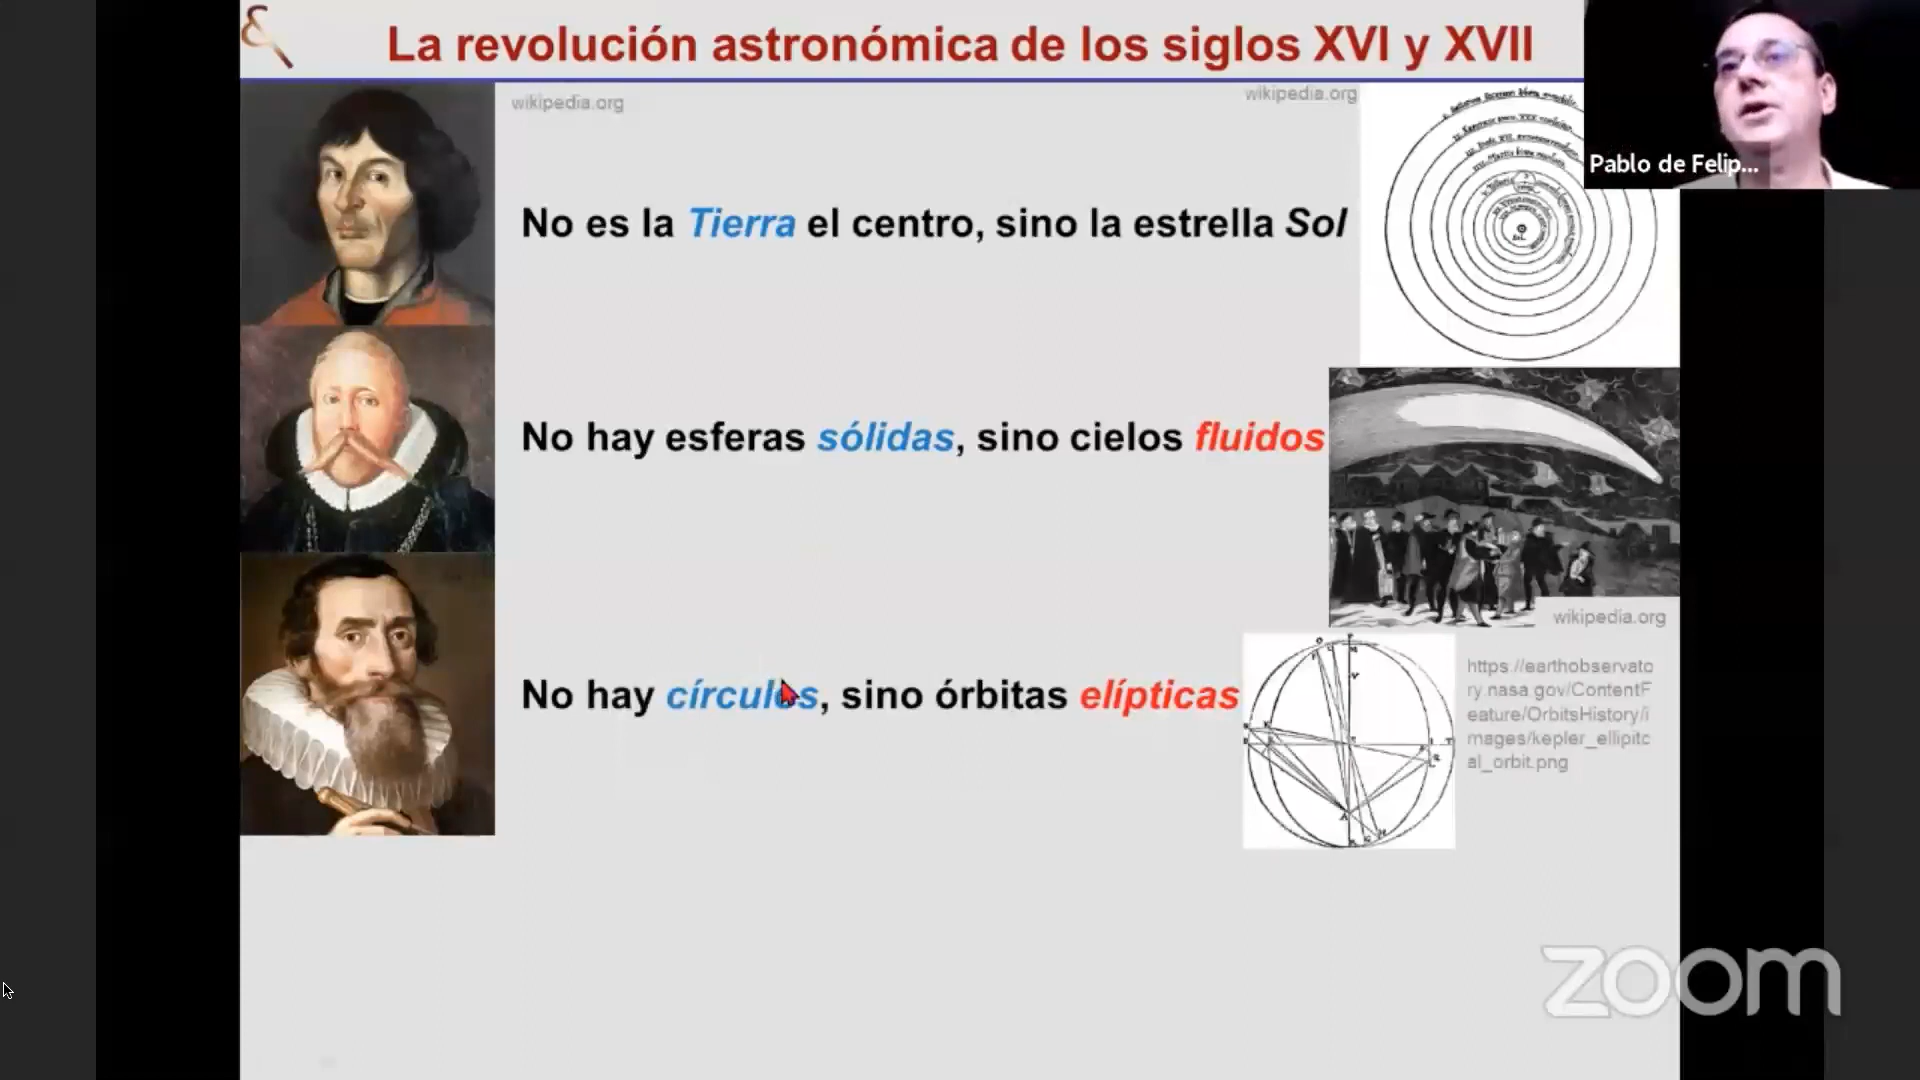 La revolución astronómica de los siglos XVI y XVII
wikipedia.org
wikipedia.org
Pablo de Felip...
No es la Tierra el centro, sino la estrella Sol
Sol.
No hay esferas sólidas, sino cielos fluidos
wikipedia.org
No hay círculos, sino órbitas elípticas
https://earthobservato
ry.nasa.gov/ContentF
eature/OrbitsHistory/i
mages/kepler_ellipitc
al_orbit.png
zoom